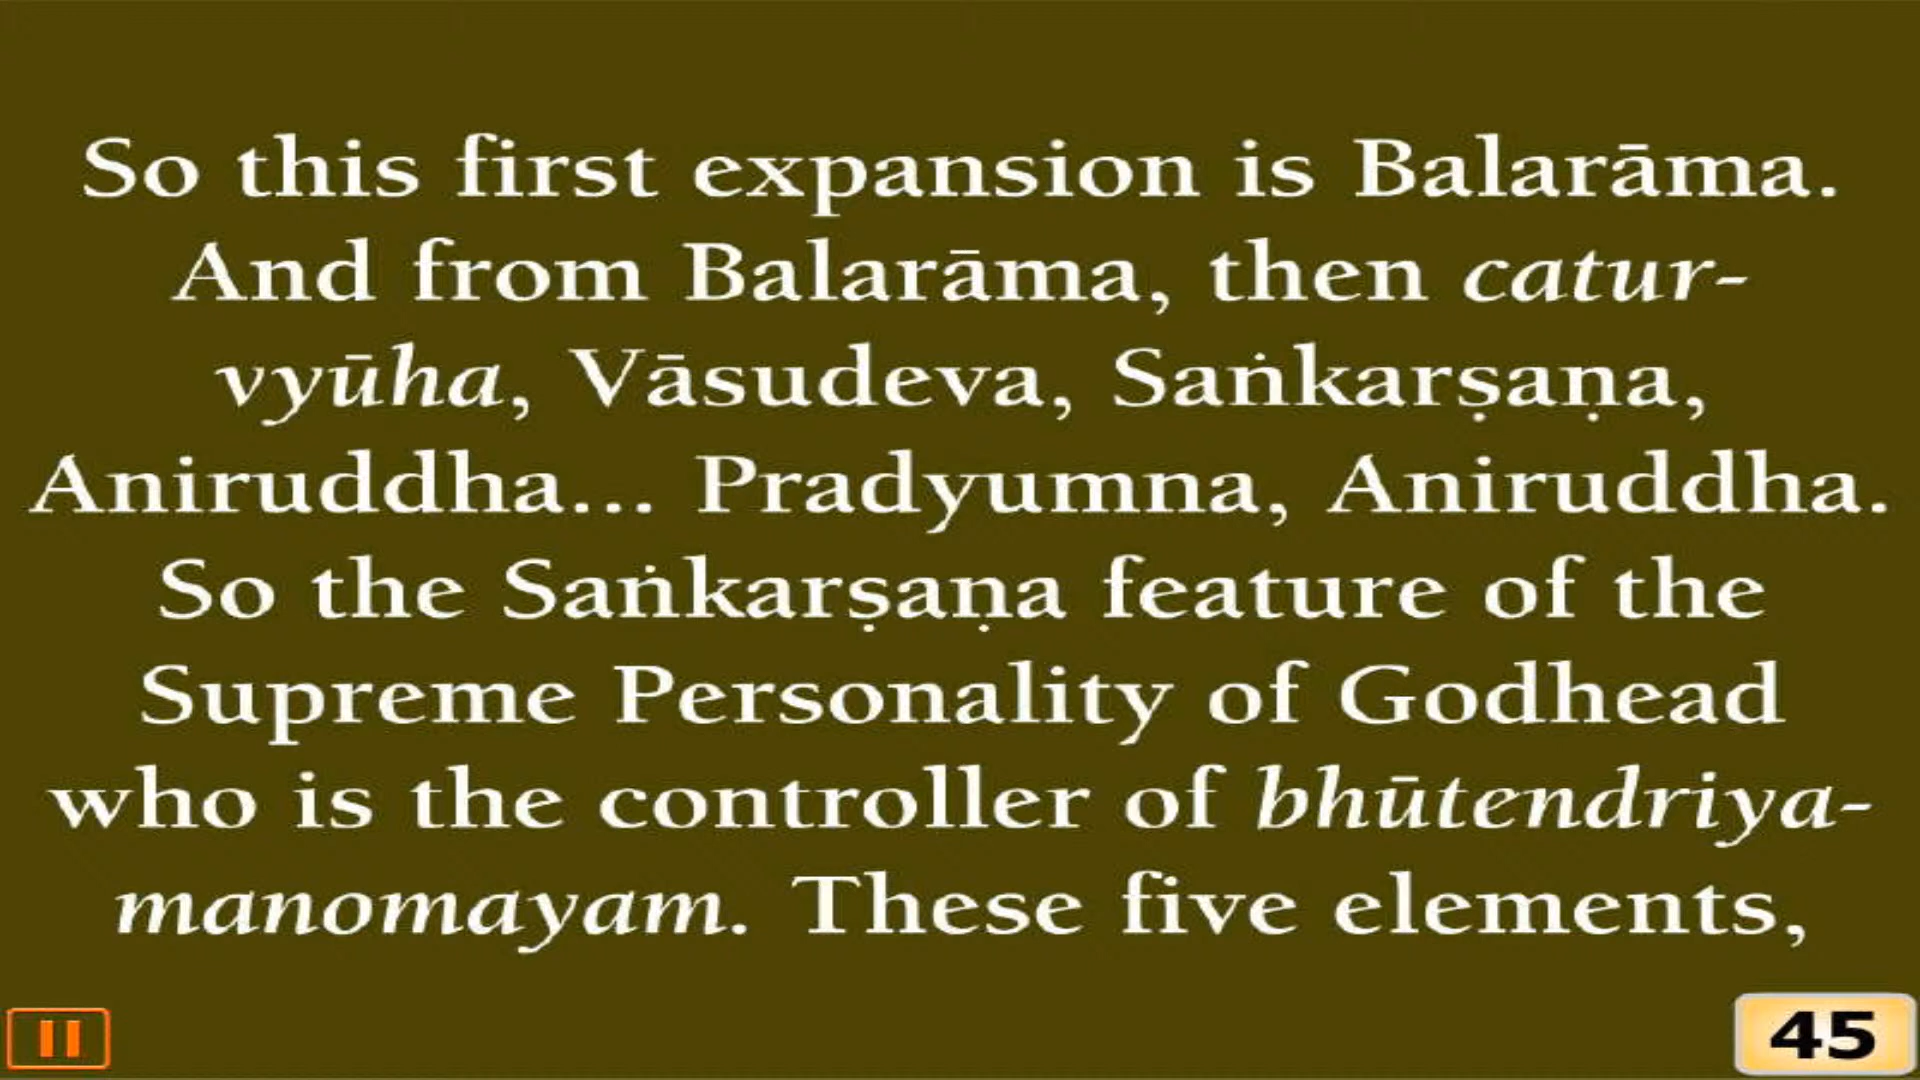 So this first expansion is Balarāma.
And from Balarāma, then catur-
vyūha, Vāsudeva, Saṅkarṣaṇa,
Aniruddha... Pradyumna, Aniruddha.
So the Saṅkarṣaṇa feature of the
Supreme Personality of Godhead
who is the controller of bhūtendriya-
manomayam. These five elements,
45